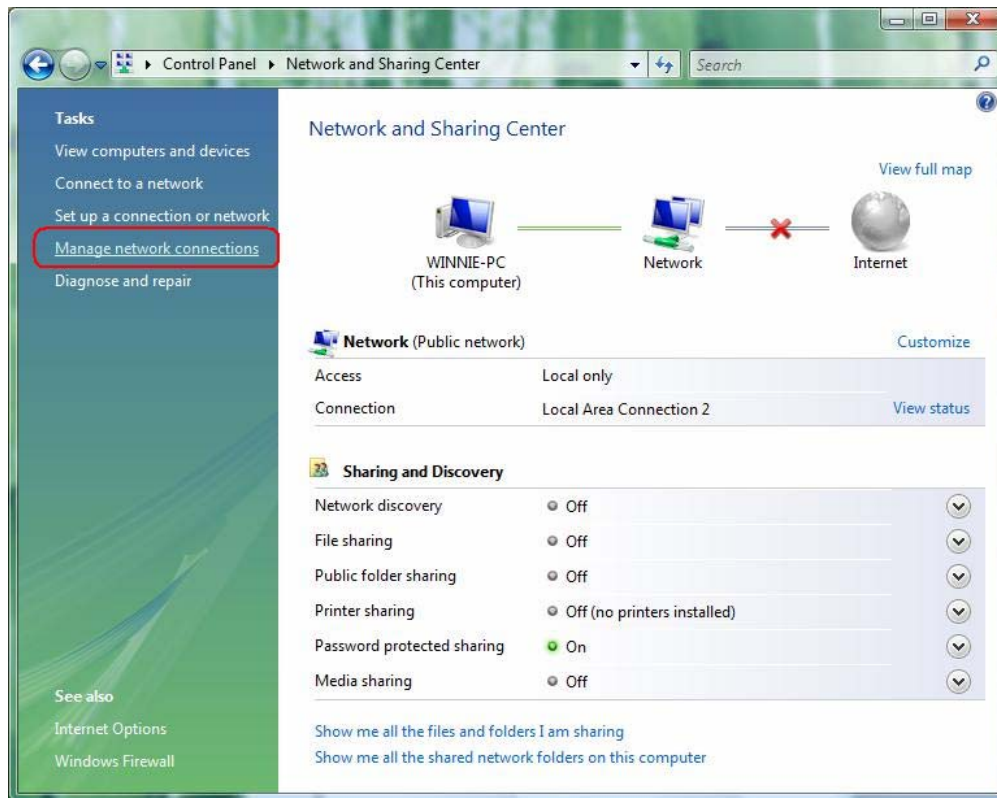 Control Panel
Network and Sharing Center
Search
Tasks
View computers and devices
Connect to a network
Set up a connection or network
Manage network connections
Diagnose and repair
See also
Internet Options
Windows Firewall
Network and Sharing Center
View full map
WINNIE-PC
(This computer)
Network
Internet
Network (Public network)
Customize
Access Local only
Connection Local Area Connection 2 View status
Sharing and Discovery
Network discovery Off
File sharing Off
Public folder sharing Off
Printer sharing Off (no printers installed)
Password protected sharing On
Media sharing Off
Show me all the files and folders I am sharing
Show me all the shared network folders on this computer